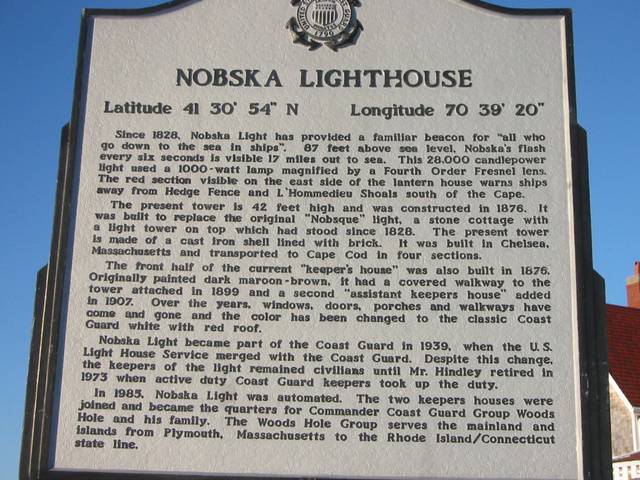 1790
NOBSKA LIGHTHOUSE
Latitude 41 30' 54" N Longitude 70 39' 20"
Since 1828, Nobska Light has provided a familiar beacon for "all who
go down to the sea in ships". 87 feet above sea level, Nobska's flash
every six seconds is visible 17 miles out to sea. This 28,000 candlepower
light used a 1000-watt lamp magnified by a Fourth Order Fresnel lens.
The red section visible on the east side of the lantern house warns ships
away from Hedge Fence and L'Hommedieu Shoals south of the Cape.
The present tower is 42 feet high and was constructed in 1876. It
was built to replace the original "Nobsque" light, a stone cottage with
a light tower on top which had stood since 1828. The present tower
is made of a cast iron shell lined with brick. It was built in Chelsea,
Massachusetts and transported to Cape Cod in four sections.
The front half of the current "keeper's house" was also built in 1876.
Originally painted dark maroon-brown, it had a covered walkway to the
tower attached in 1899 and a second "assistant keepers house" added
in 1907. Over the years, windows, doors, porches and walkways have
come and gone and the color has been changed to the classic Coast
Guard white with red roof.
Nobska Light became part of the Coast Guard in 1939, when the U.S.
Light House Service merged with the Coast Guard. Despite this change,
the keepers of the light remained civilians until Mr. Hindley retired in
1973 when active duty Coast Guard keepers took up the duty.
In 1985, Nobska Light was automated. The two keepers houses were
joined and became the quarters for Commander Coast Guard Group Woods
Hole and his family. The Woods Hole Group serves the mainland and
islands from Plymouth, Massachusetts to the Rhode Island/Connecticut
state line.